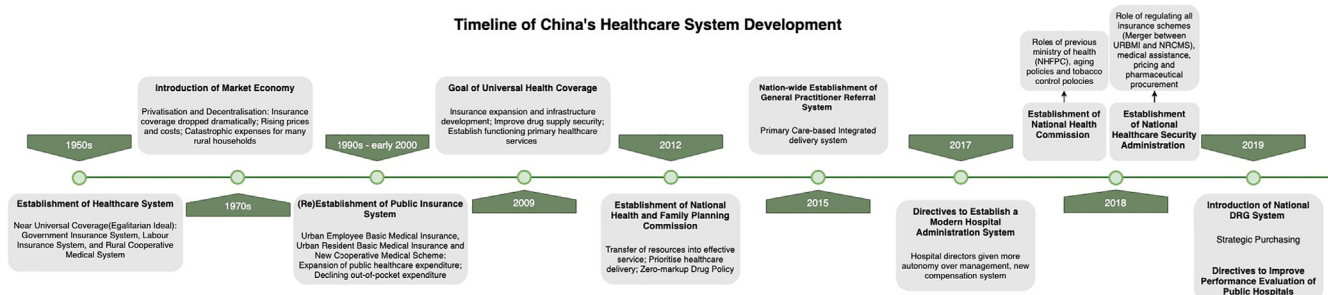 Timeline of China's Healthcare System Development
1950s
Establishment of Healthcare System
Near Universal Coverage(Egalitarian Ideal):
Government Insurance System, Labour
Insurance System, and Rural Cooperative
Medical System
Introduction of Market Economy
Privatisation and Decentralisation: Insurance
coverage dropped dramatically; Rising prices
and costs; Catastrophic expenses for many
rural households
1970s
1990s - early 2000
(Re)Establishment of Public Insurance
System
Urban Employee Basic Medical Insurance,
Urban Resident Basic Medical Insurance and
New Cooperative Medical Scheme:
Expansion of public healthcare expenditure;
Declining out-of-pocket expenditure
Goal of Universal Health Coverage
Insurance expansion and infrastructure
development; Improve drug supply security;
Establish functioning primary healthcare
services
2009
2012
Establishment of National
Health and Family Planning
Commission
Transfer of resources into effective
service; Prioritise healthcare
delivery; Zero-markup Drug Policy
Nation-wide Establishment of
General Practitioner Referral
System
Primary Care-based Integrated
delivery system
2015
2017
Directives to Establish a
Modern Hospital
Administration System
Hospital directors given more
autonomy over management, new
compensation system
Roles of previous
ministry of health
(NHFPC), aging
policies and tobacco
control polocies
Establishment of
National Health
Commission
Role of regulating all
insurance schemes
(Merger between
URBMI and NRCMS),
medical assistance,
pricing and
pharmaceutical
procurement
Establishment
of National
Healthcare Security
Administration
2018
2019
Introduction of National
DRG System
Strategic Purchasing
Directives to Improve
Performance Evaluation of
Public Hospitals